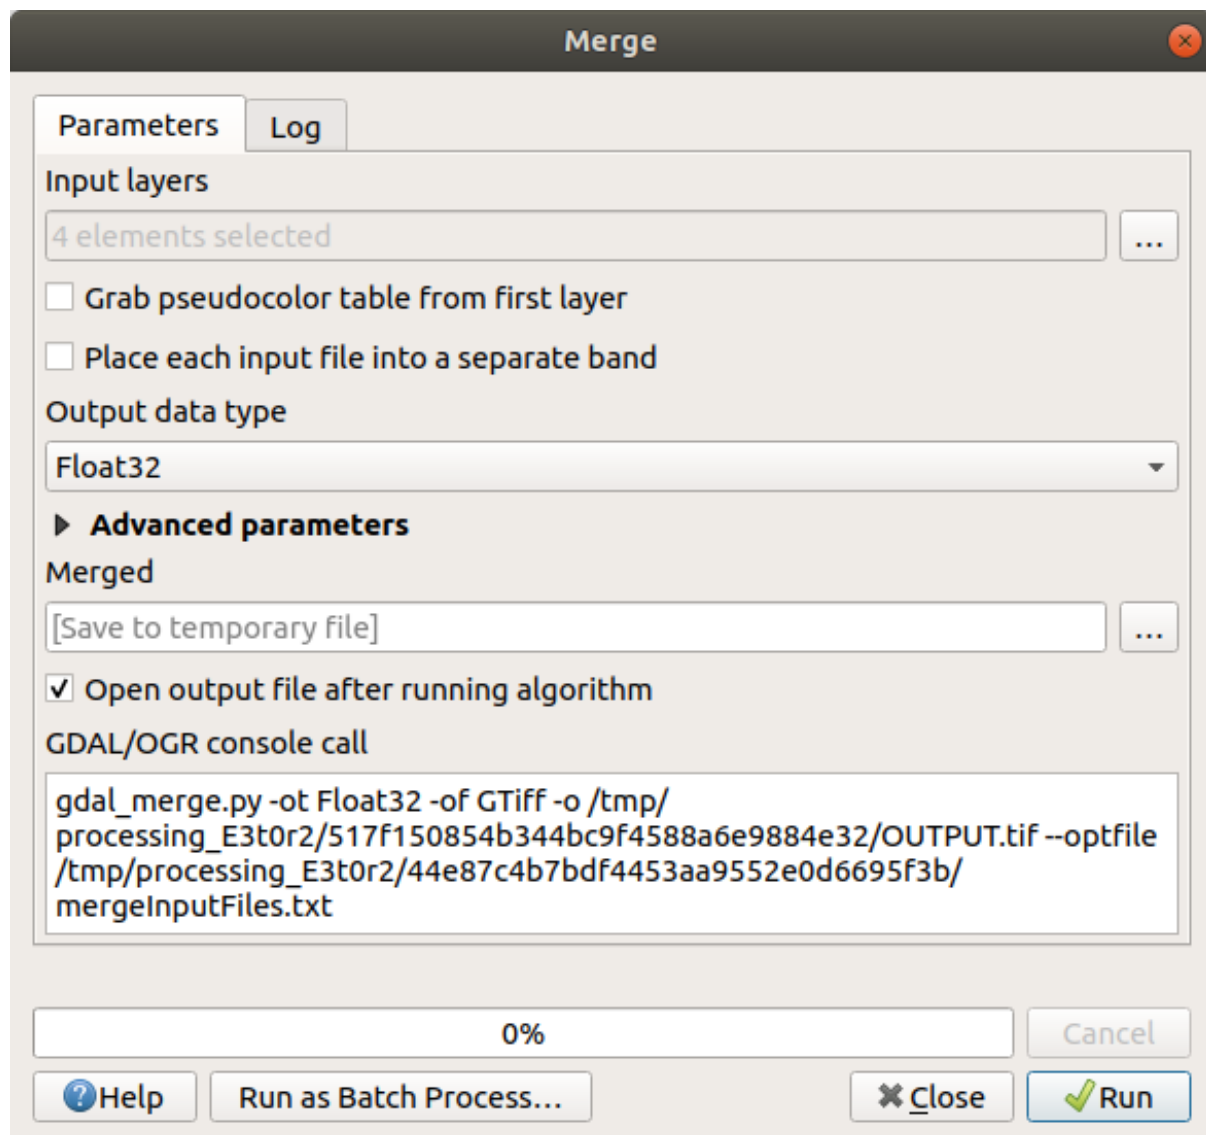 Merge
Parameters
Log
Input layers
4 elements selected
...
Grab pseudocolor table from first layer
Place each input file into a separate band
Output data type
Float32
Advanced parameters
Merged
[Save to temporary file]
...
Open output file after running algorithm
GDAL/OGR console call
gdal_merge.py -ot Float32 -of GTiff -o /tmp/
processing_E3t0r2/517f150854b344bc9f4588a6e9884e32/OUTPUT.tif --optfile
/tmp/processing_E3t0r2/44e87c4b7bdf4453aa9552e0d6695f3b/
mergeInputFiles.txt
0%
Cancel
Help
Run as Batch Process...
Close
Run